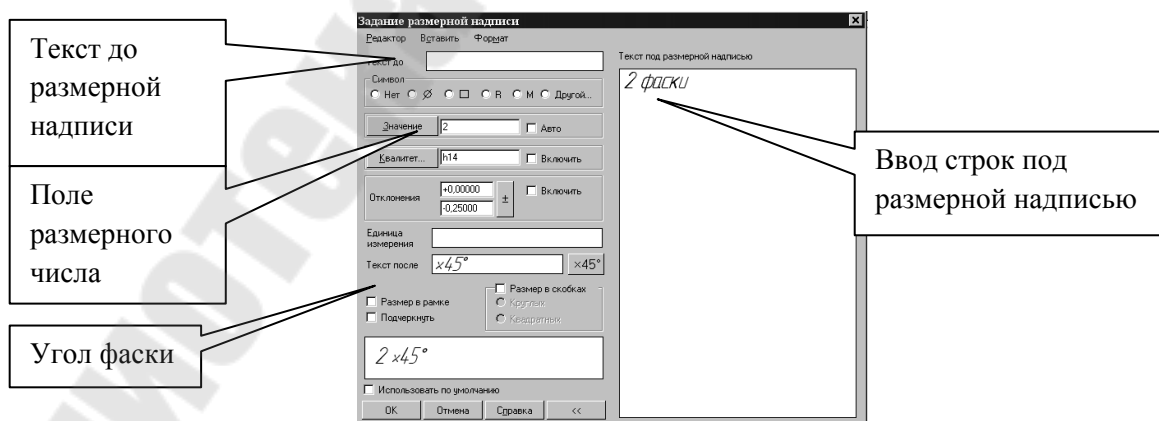 Текст до
размерной
надписи
Поле
размерного
числа
Угол фаски
Задание размерной надписи
Редактор Вставить Формат
Текст до
Символ
Нет Ø □ R M Другой...
Значение 2 Авто
Квалитет... h14 Включить
Отклонения +0,00000 -0,25000 ± Включить
Единица
измерения
Текст после ×45° ×45°
Размер в скобках
Размер в рамке Круглых
Подчеркнуть Квадратных
2 ×45°
Использовать по умолчанию
OK Отмена Справка <<
Текст под размерной надписью
2 фаски
Ввод строк под
размерной надписью